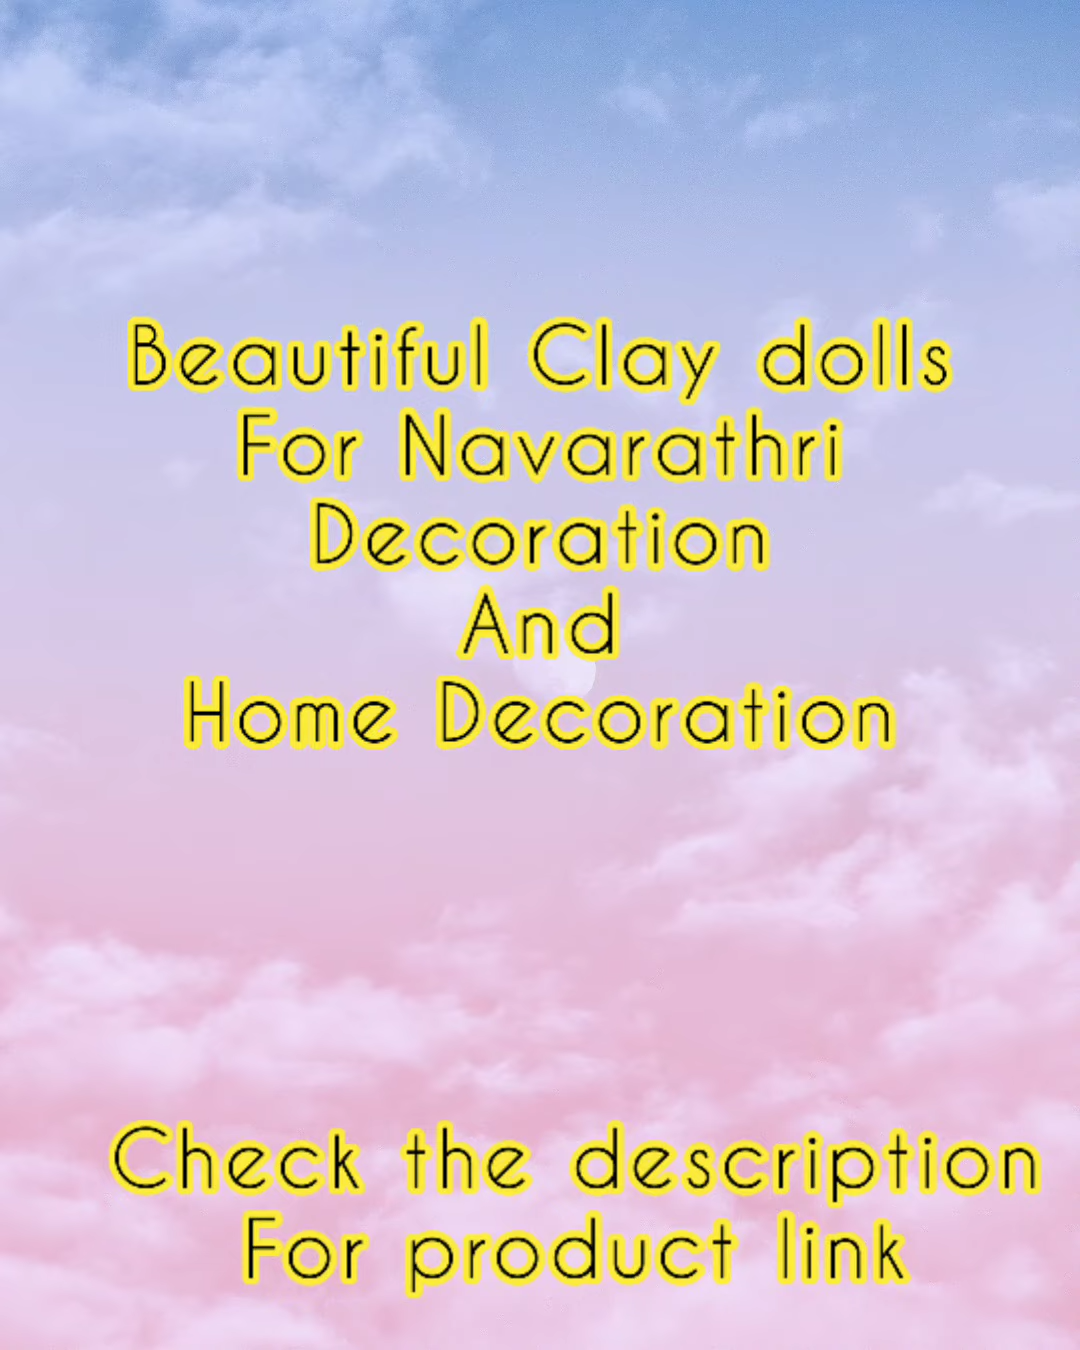 Beautiful Clay dolls
For Navarathri
Decoration
And
Home Decoration
Check the description
For product link